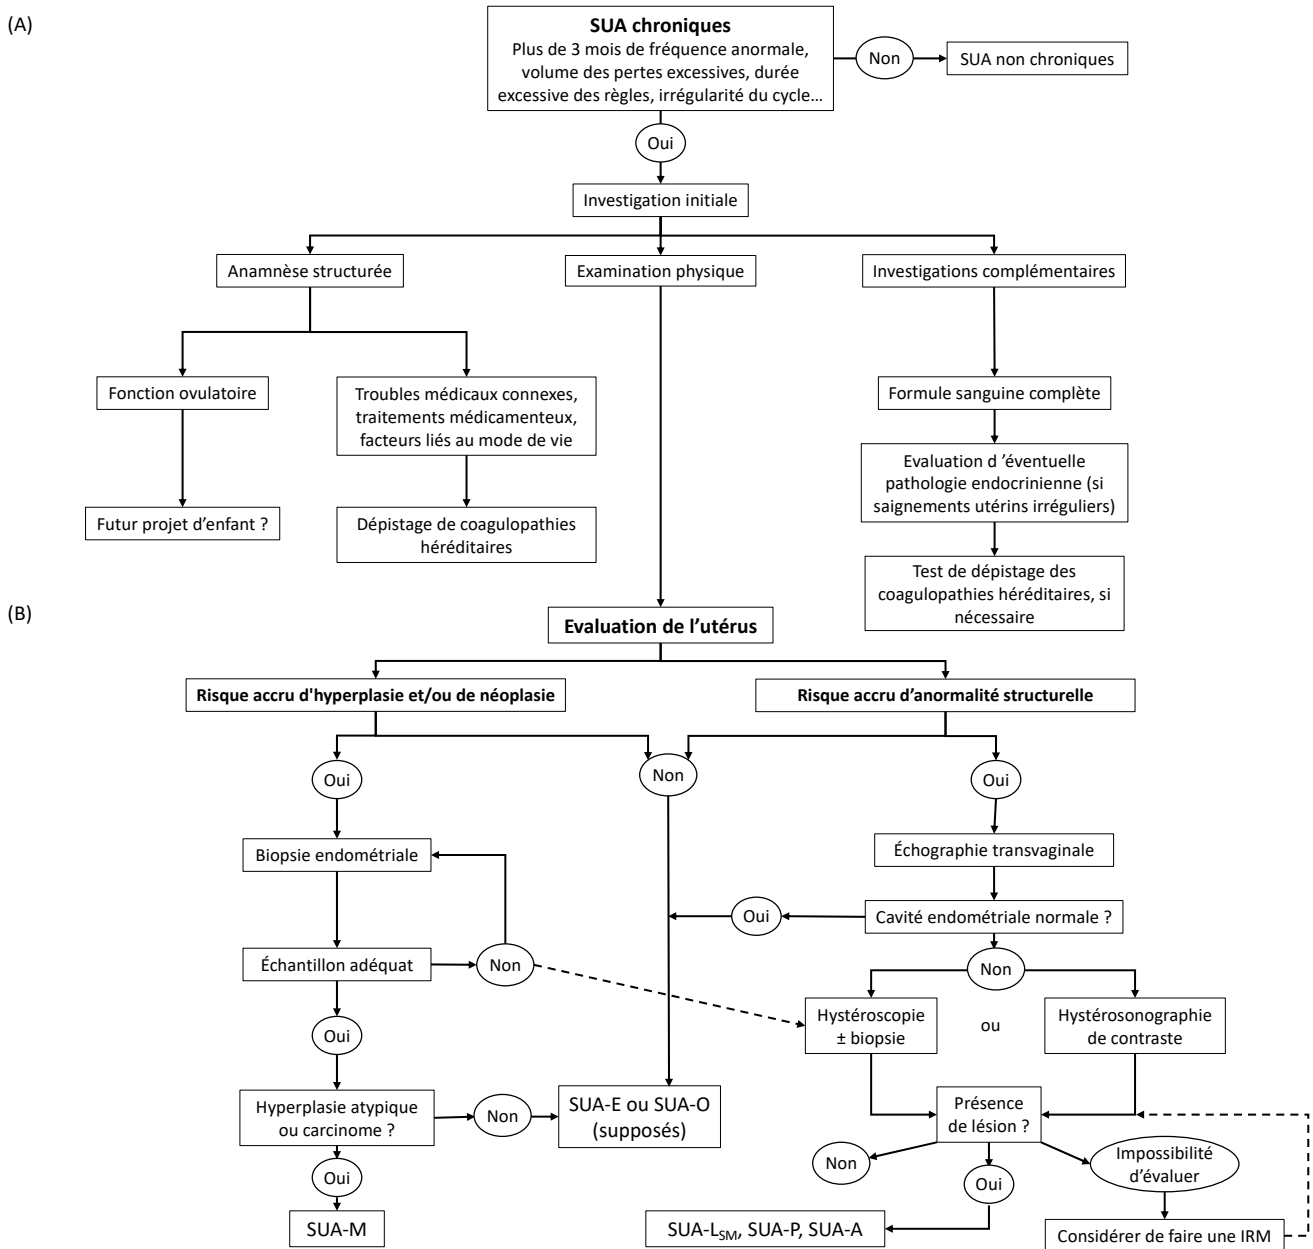 (A)
SUA chroniques
Plus de 3 mois de fréquence anormale,
volume des pertes excessives, durée
excessive des règles, irrégularité du cycle...
Non
SUA non chroniques
Oui
Investigation initiale
Anamnèse structurée
Examination physique
Investigations complémentaires
Fonction ovulatoire
Troubles médicaux connexes,
traitements médicamenteux,
facteurs liés au mode de vie
Formule sanguine complète
Evaluation d ’éventuelle
pathologie endocrinienne (si
saignements utérins irréguliers)
Futur projet d’enfant ?
Dépistage de coagulopathies
héréditaires
Test de dépistage des
coagulopathies héréditaires, si
nécessaire
(B)
Evaluation de l’utérus
Risque accru d'hyperplasie et/ou de néoplasie
Risque accru d’anormalité structurelle
Oui
Non
Oui
Biopsie endométriale
Échographie transvaginale
Oui
Cavité endométriale normale ?
Échantillon adéquat
Non
Non
Oui
Hystéroscopie
± biopsie
ou
Hystérosonographie
de contraste
Hyperplasie atypique
ou carcinome ?
Non
SUA-E ou SUA-O
(supposés)
Présence
de lésion ?
Non
Oui
Impossibilité
d’évaluer
Oui
SUA-M
SUA-LSM, SUA-P, SUA-A
Considérer de faire une IRM